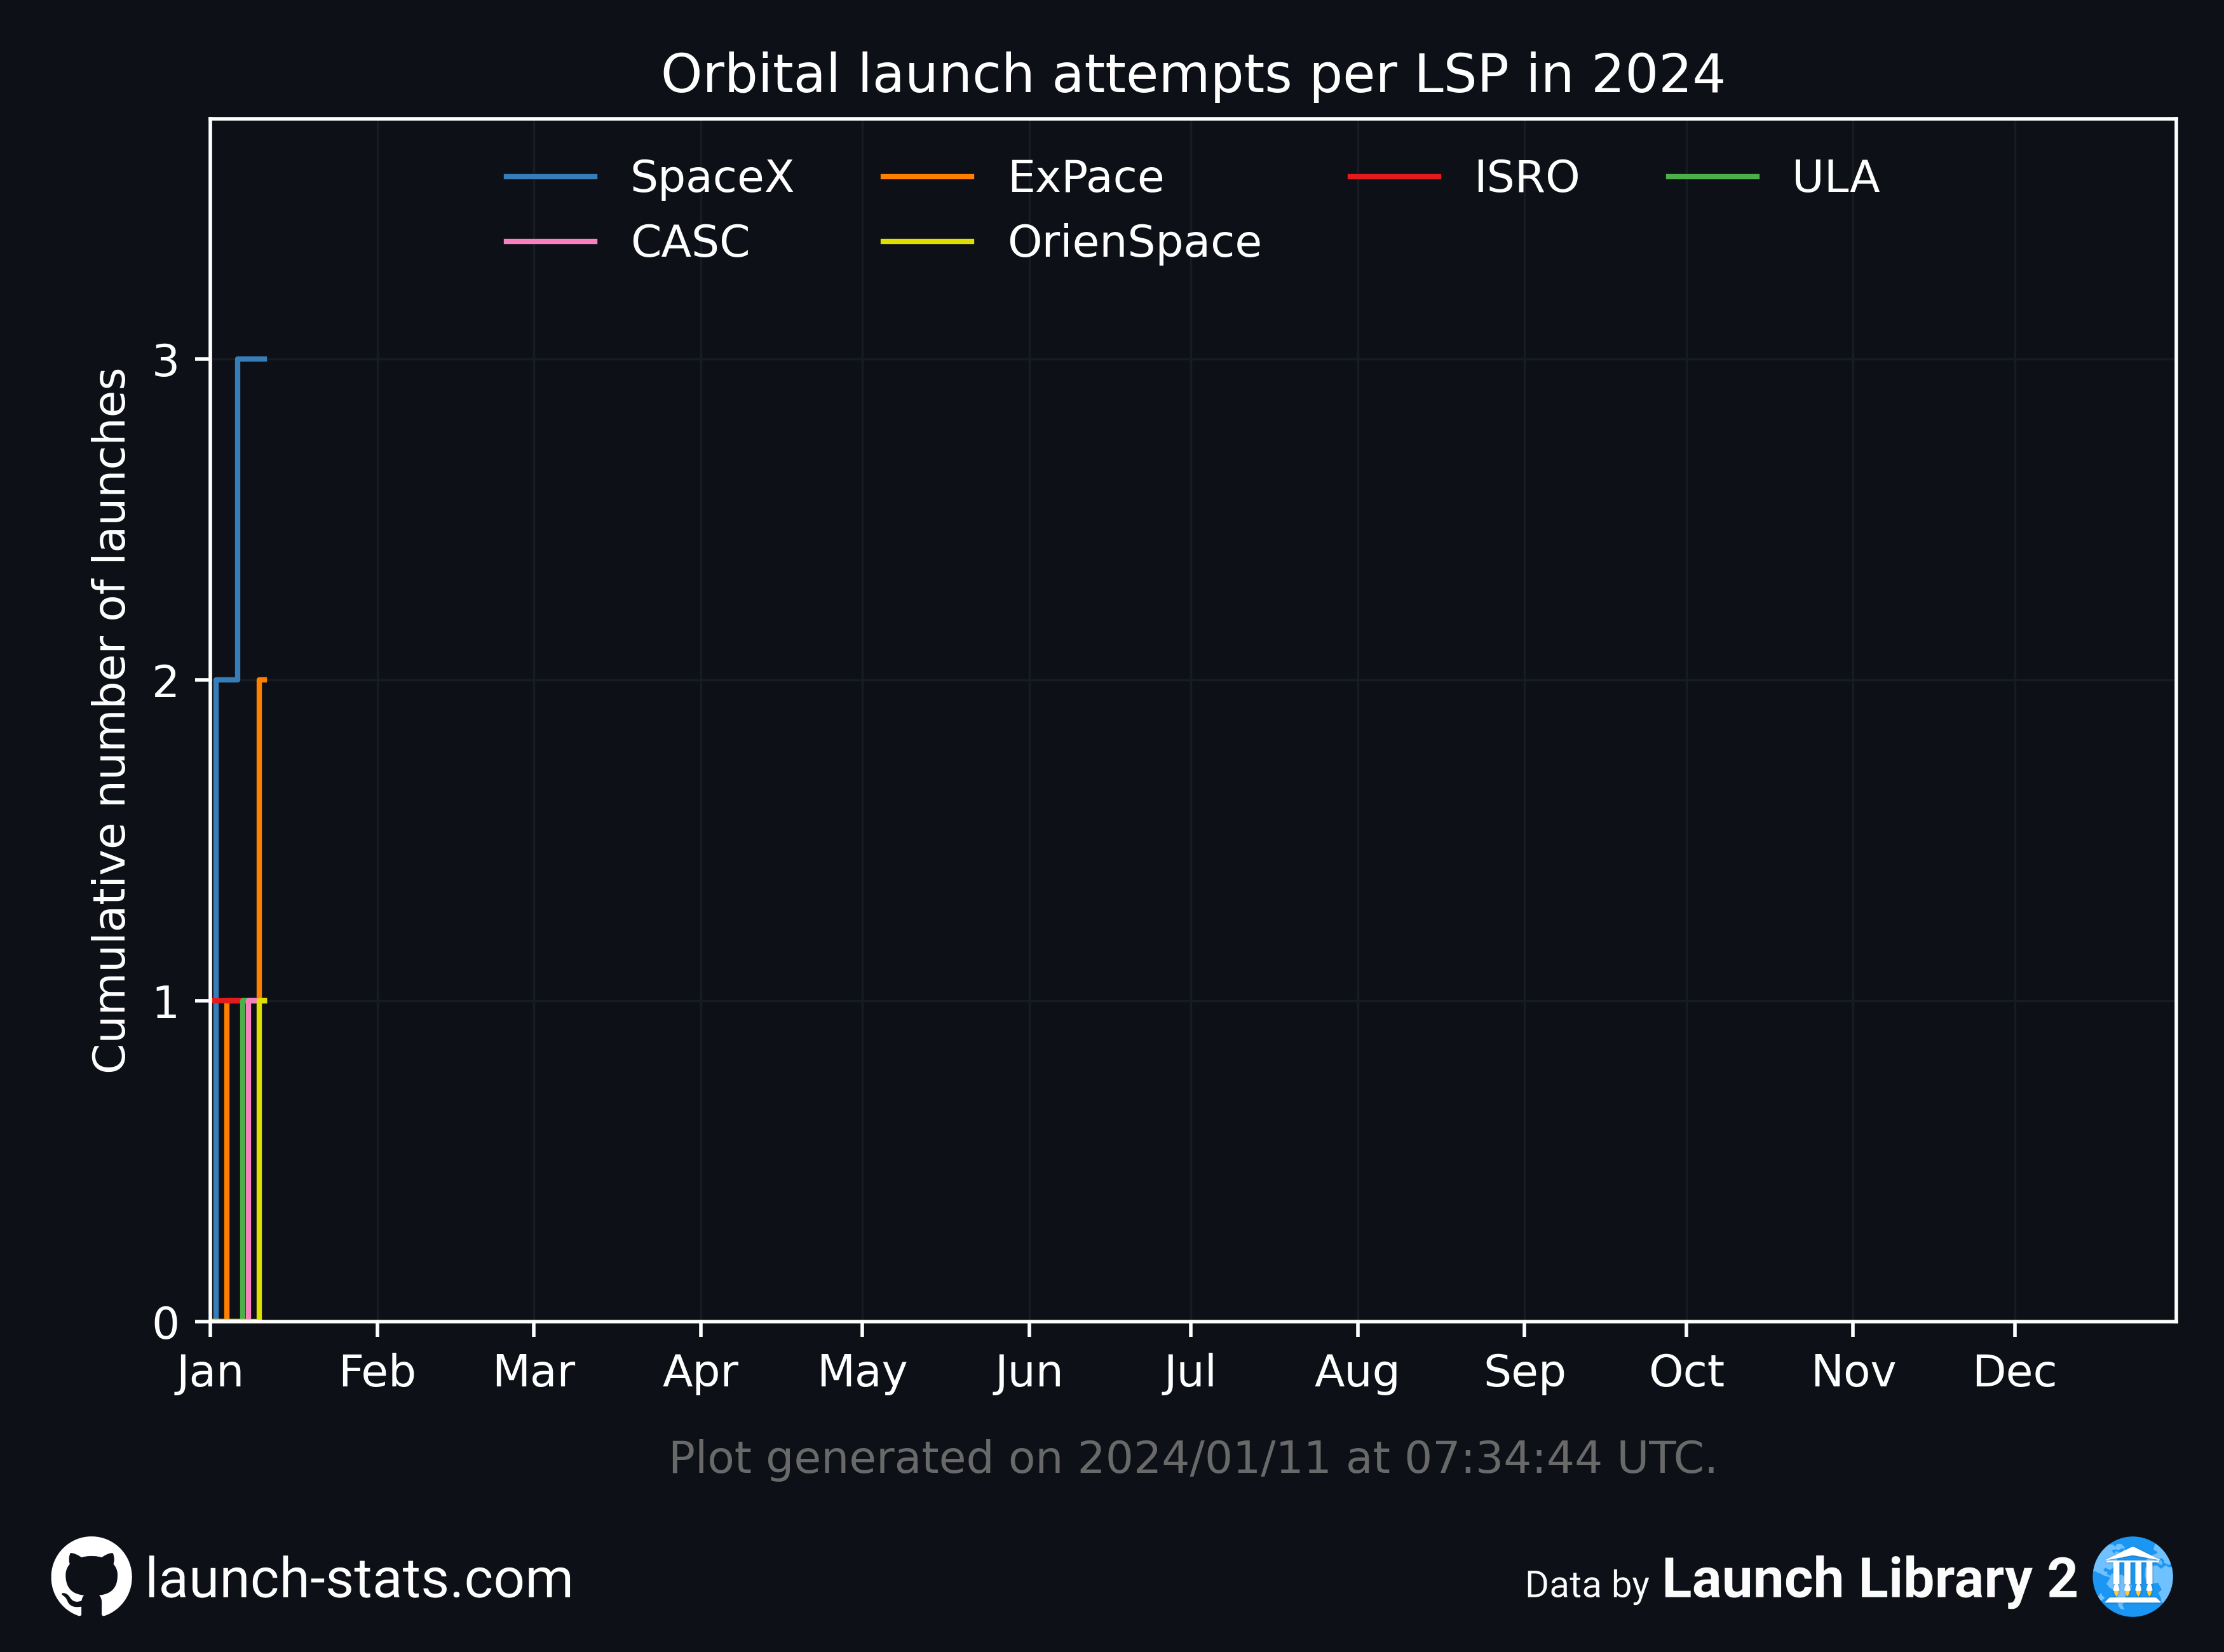 Orbital launch attempts per LSP in 2024
SpaceX ExPace ISRO ULA
CASC OrienSpace
Cumulative number of launches
3
2
1
0
Jan Feb Mar Apr May Jun Jul Aug Sep Oct Nov Dec
Plot generated on 2024/01/11 at 07:34:44 UTC.
launch-stats.com
Data by Launch Library 2